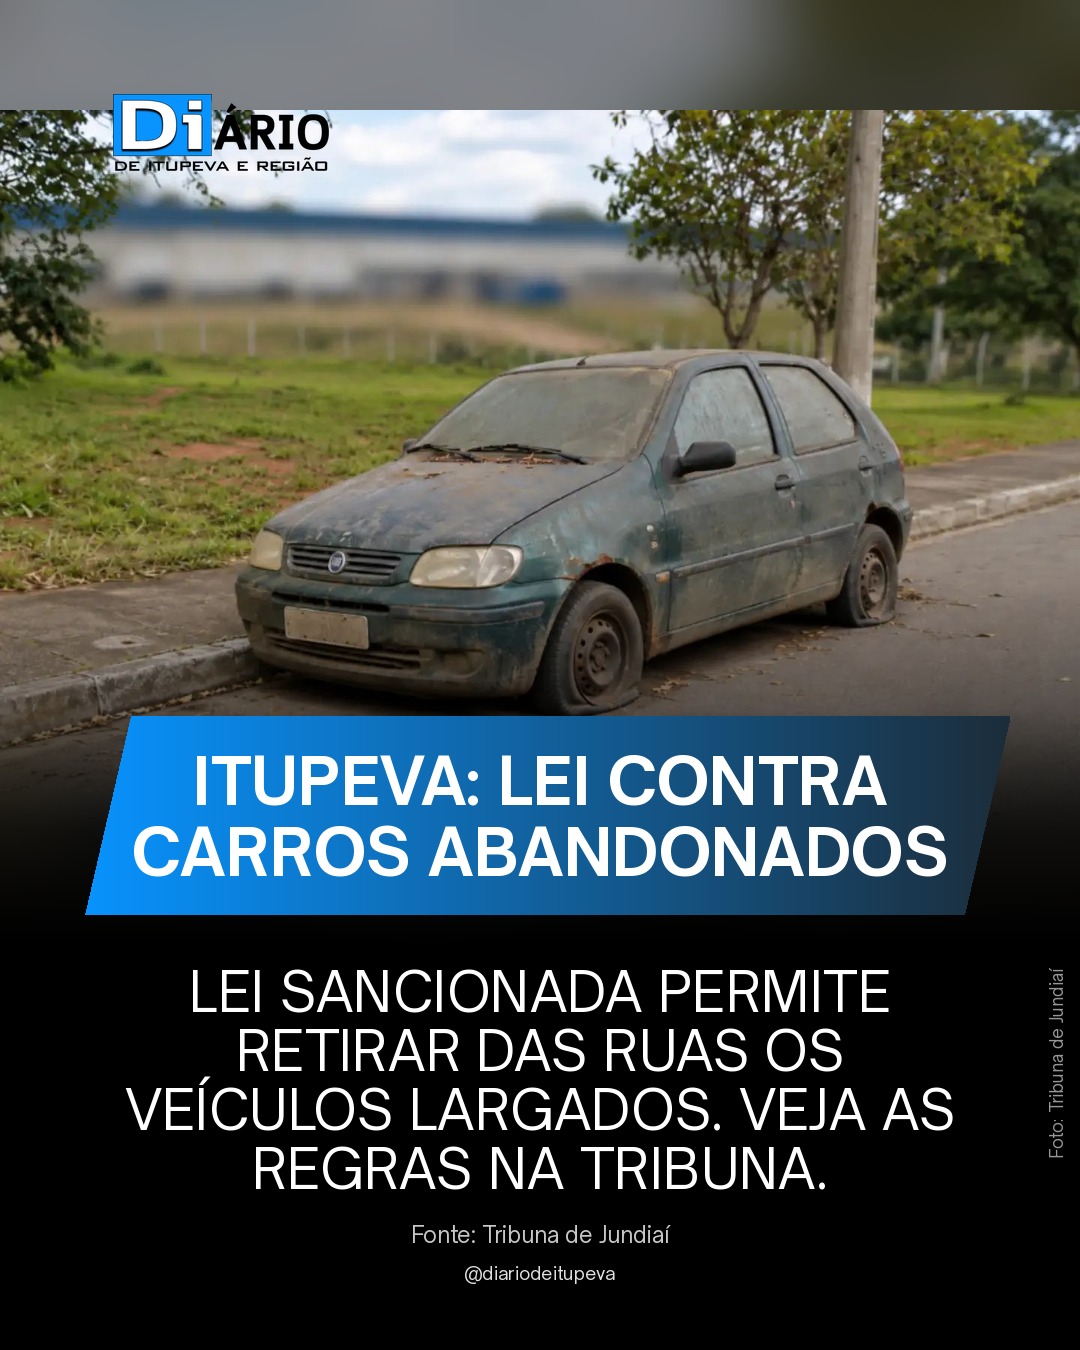 DiÁRIO
DE ITUPEVA E REGIÃO
ITUPEVA: LEI CONTRA
CARROS ABANDONADOS
LEI SANCIONADA PERMITE
RETIRAR DAS RUAS OS
VEÍCULOS LARGADOS. VEJA AS
REGRAS NA TRIBUNA.
Foto: Tribuna de Jundiaí
Fonte: Tribuna de Jundiaí
@diariodeitupeva